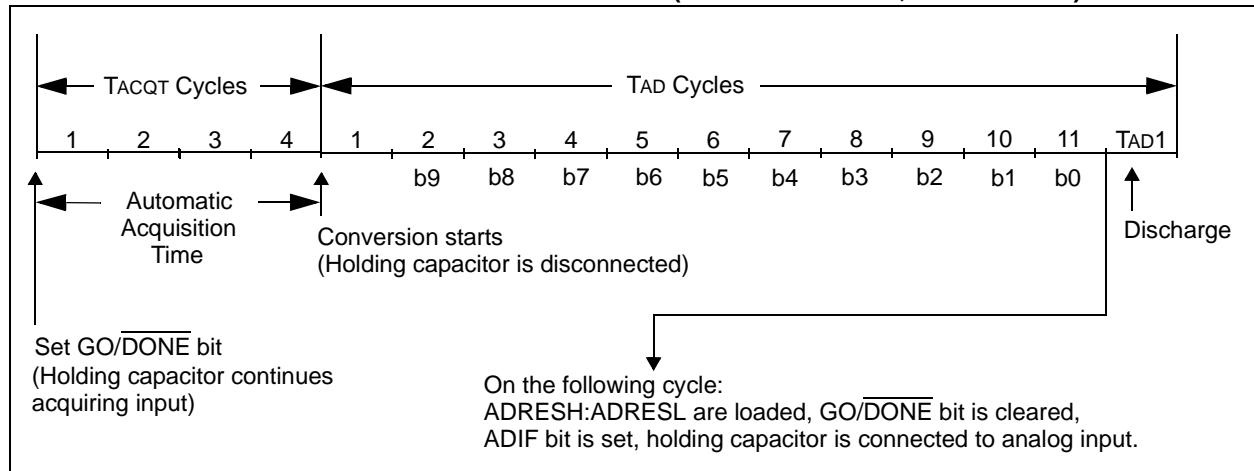 TACQT Cycles
TAD Cycles
1 2 3 4 1 2 3 4 5 6 7 8 9 10 11 TAD1
b9 b8 b7 b6 b5 b4 b3 b2 b1 b0
Automatic
Acquisition
Time
Conversion starts
(Holding capacitor is disconnected)
Discharge
Set GO/DONE bit
(Holding capacitor continues
acquiring input)
On the following cycle:
ADRESH:ADRESL are loaded, GO/DONE bit is cleared,
ADIF bit is set, holding capacitor is connected to analog input.